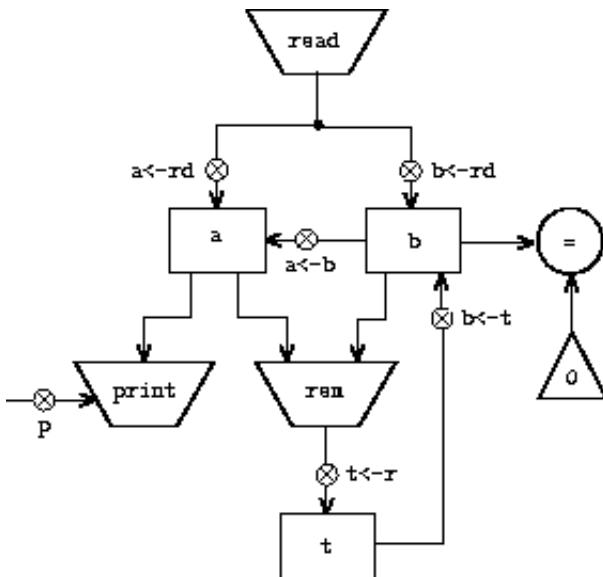 read
a<-rd
b<-rd
a
b
=
a<-b
b<-t
print
rem
0
P
t<-r
t